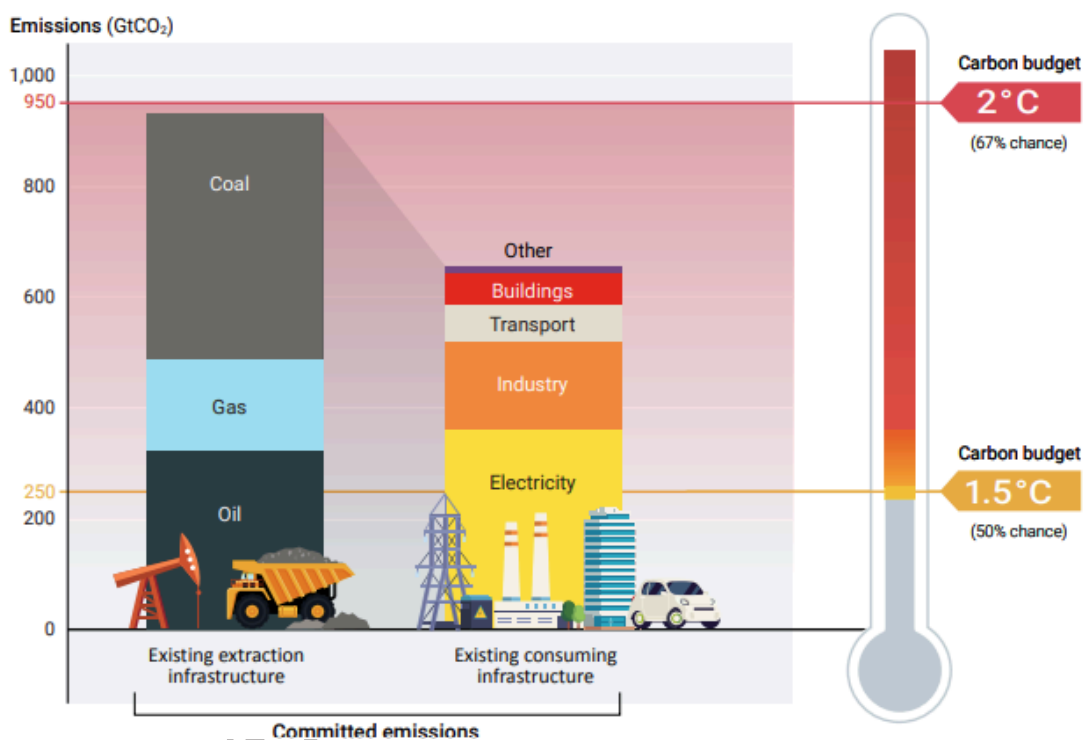 Emissions (GtCO₂)
1,000
950
800
600
400
250
200
0
Coal
Gas
Oil
Other
Buildings
Transport
Industry
Electricity
Existing extraction
infrastructure
Existing consuming
infrastructure
Committed emissions
Carbon budget
2°C
(67% chance)
Carbon budget
1.5°C
(50% chance)